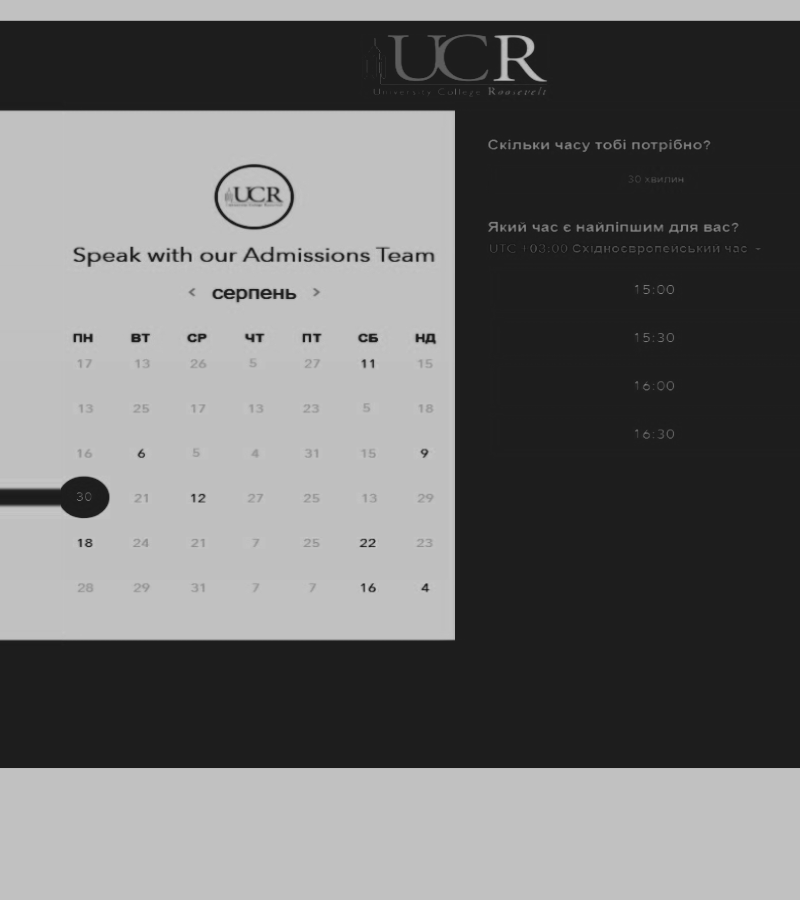 UCR
University College Roosevelt
UCR
Speak with our Admissions Team
< серпень >
ПН ВТ СР ЧТ ПТ СБ НД
17 13 26 5 27 11 15
13 25 17 13 23 5 18
16 6 5 4 31 15 9
30 21 12 27 25 13 29
18 24 21 7 25 22 23
28 29 31 7 7 16 4
Скільки часу тобі потрібно?
30 хвилин
Який час є найліпшим для вас?
UTC +03:00 Східноєвропейський час
15:00
15:30
16:00
16:30